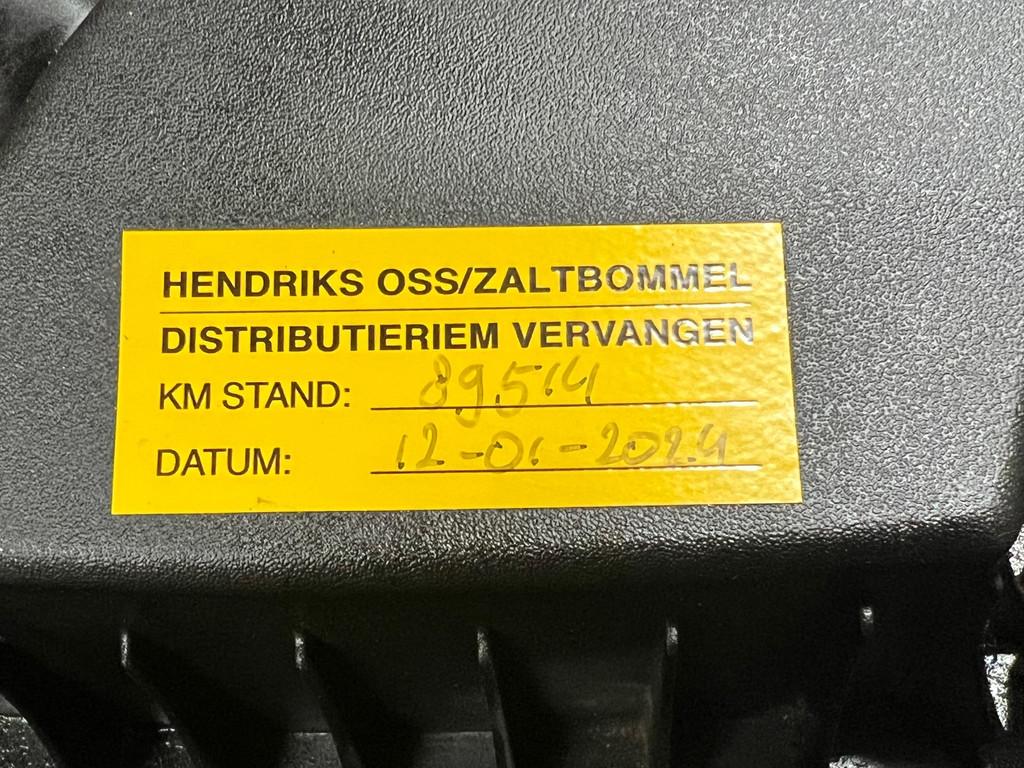 HENDRIKS OSS/ZALTBOMMEL
DISTRIBUTIERIEM VERVANGEN
KM STAND: 89514
DATUM: 12-01-2024